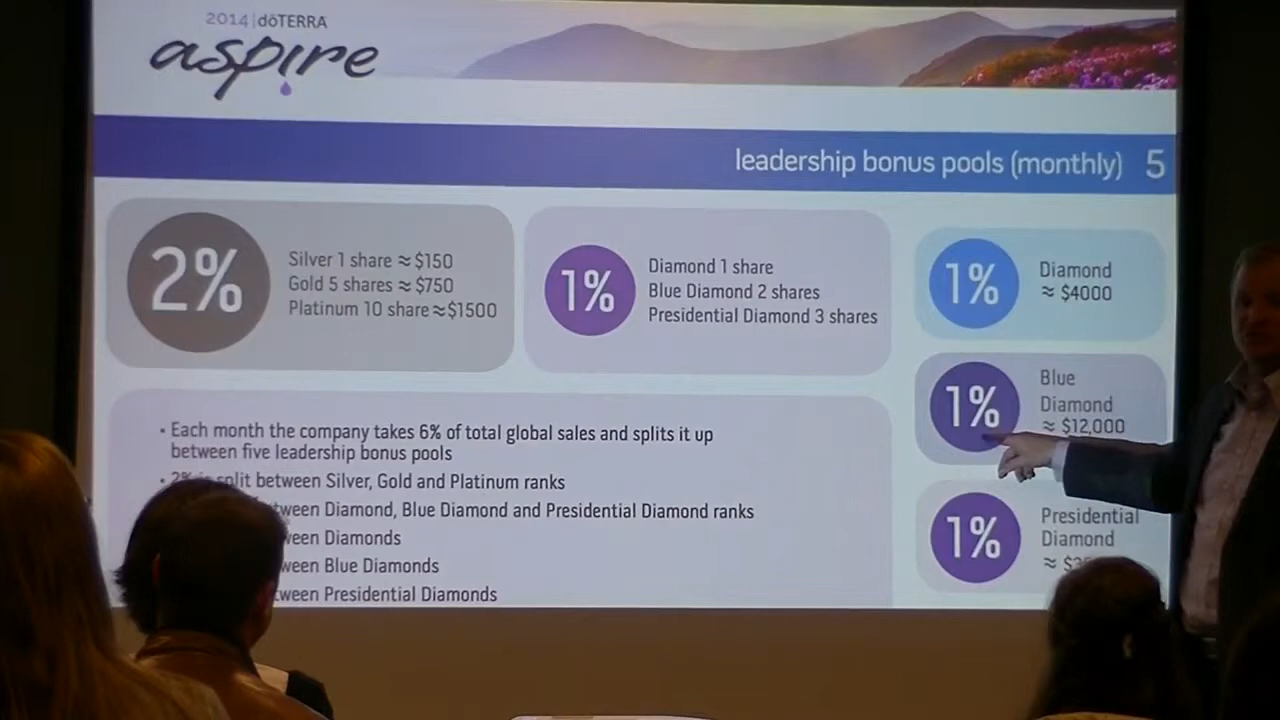 2014|dōTERRA
aspire
leadership bonus pools (monthly) 5
2%
Silver 1 share ≈ $150
Gold 5 shares ≈ $750
Platinum 10 share ≈ $1500
1%
Diamond 1 share
Blue Diamond 2 shares
Presidential Diamond 3 shares
1%
Diamond
≈ $4000
1%
Blue
Diamond
≈ $12,000
1%
Presidential
Diamond
≈ $
• Each month the company takes 6% of total global sales and splits it up
between five leadership bonus pools
• 2% is split between Silver, Gold and Platinum ranks
tween Diamond, Blue Diamond and Presidential Diamond ranks
ween Diamonds
ween Blue Diamonds
tween Presidential Diamonds